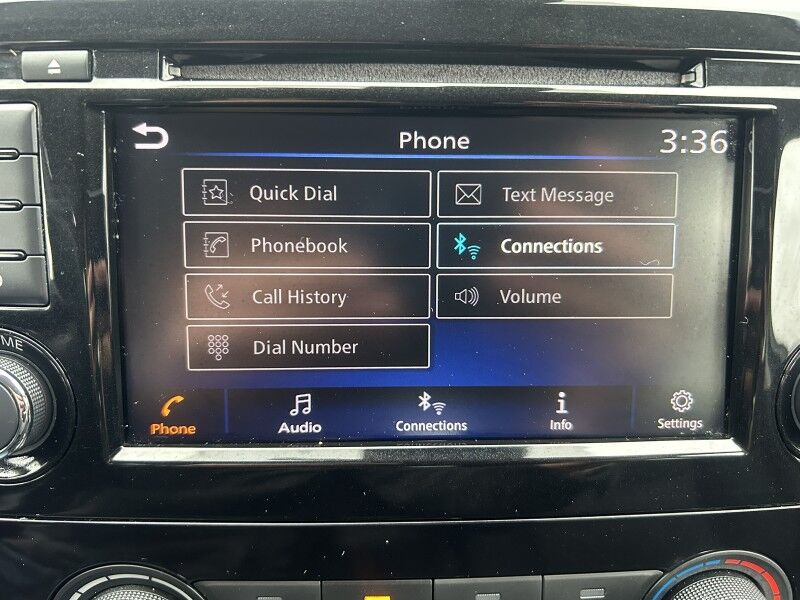 Phone 3:36
Quick Dial Text Message
Phonebook Connections
Call History Volume
Dial Number
ME
Phone Audio Connections Info Settings